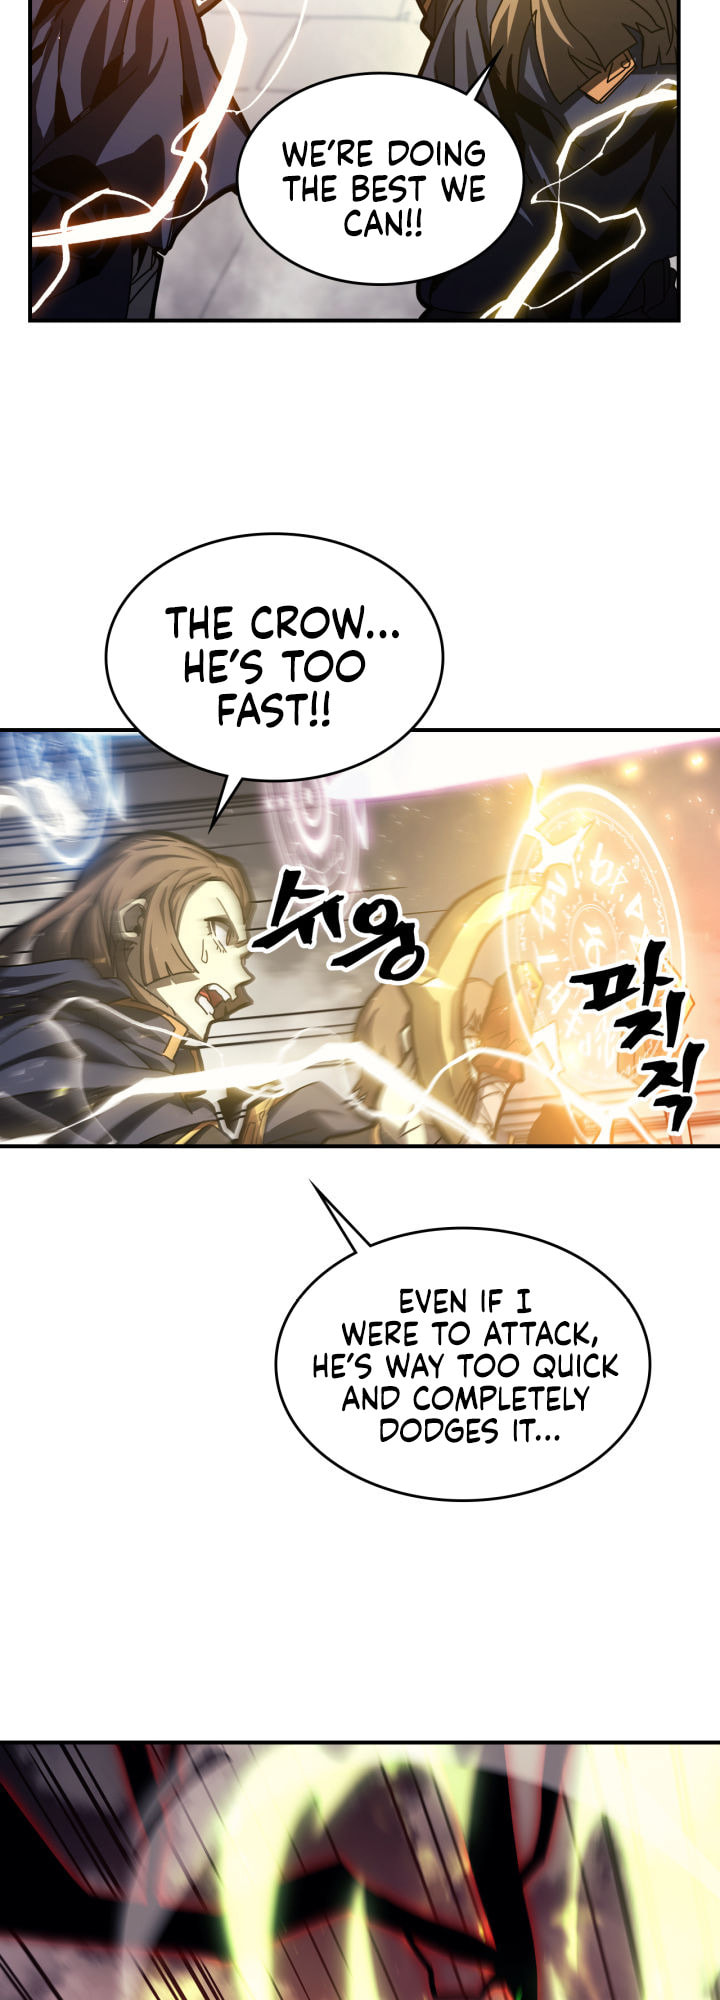 WE'RE DOING
THE BEST WE
CAN!!
THE CROW...
HE'S TOO
FAST!!
쉬잉
파지직
EVEN IF I
WERE TO ATTACK,
HE'S WAY TOO QUICK
AND COMPLETELY
DODGES IT...